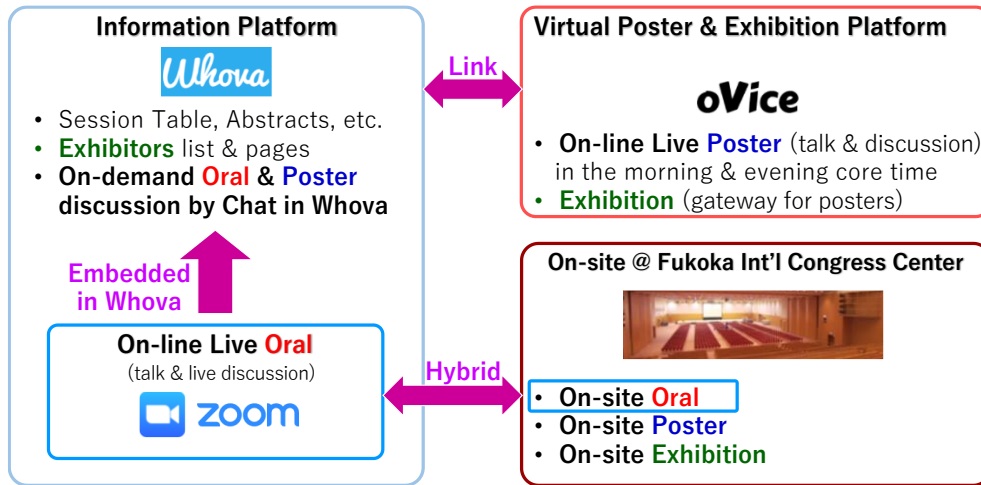 Information Platform
Whova
• Session Table, Abstracts, etc.
• Exhibitors list & pages
• On-demand Oral & Poster
discussion by Chat in Whova
Embedded
in Whova
On-line Live Oral
(talk & live discussion)
zoom
Link
Hybrid
Virtual Poster & Exhibition Platform
oVice
• On-line Live Poster (talk & discussion)
in the morning & evening core time
• Exhibition (gateway for posters)
On-site @ Fukoka Int’l Congress Center
• On-site Oral
• On-site Poster
• On-site Exhibition